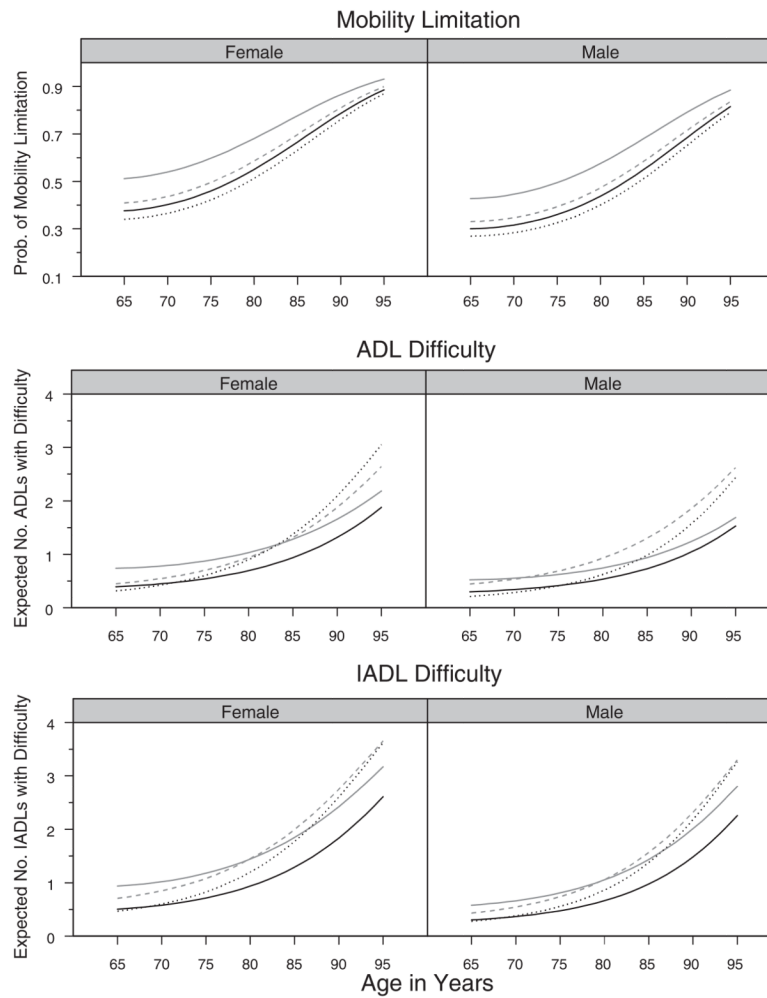 Mobility Limitation
Female Male
Prob. of Mobility Limitation
0.9
0.7
0.5
0.3
0.1
65 70 75 80 85 90 95 65 70 75 80 85 90 95
ADL Difficulty
Female Male
Expected No. ADLs with Difficulty
4
3
2
1
0
65 70 75 80 85 90 95 65 70 75 80 85 90 95
IADL Difficulty
Female Male
Expected No. IADLs with Difficulty
4
3
2
1
0
65 70 75 80 85 90 95 65 70 75 80 85 90 95
Age in Years